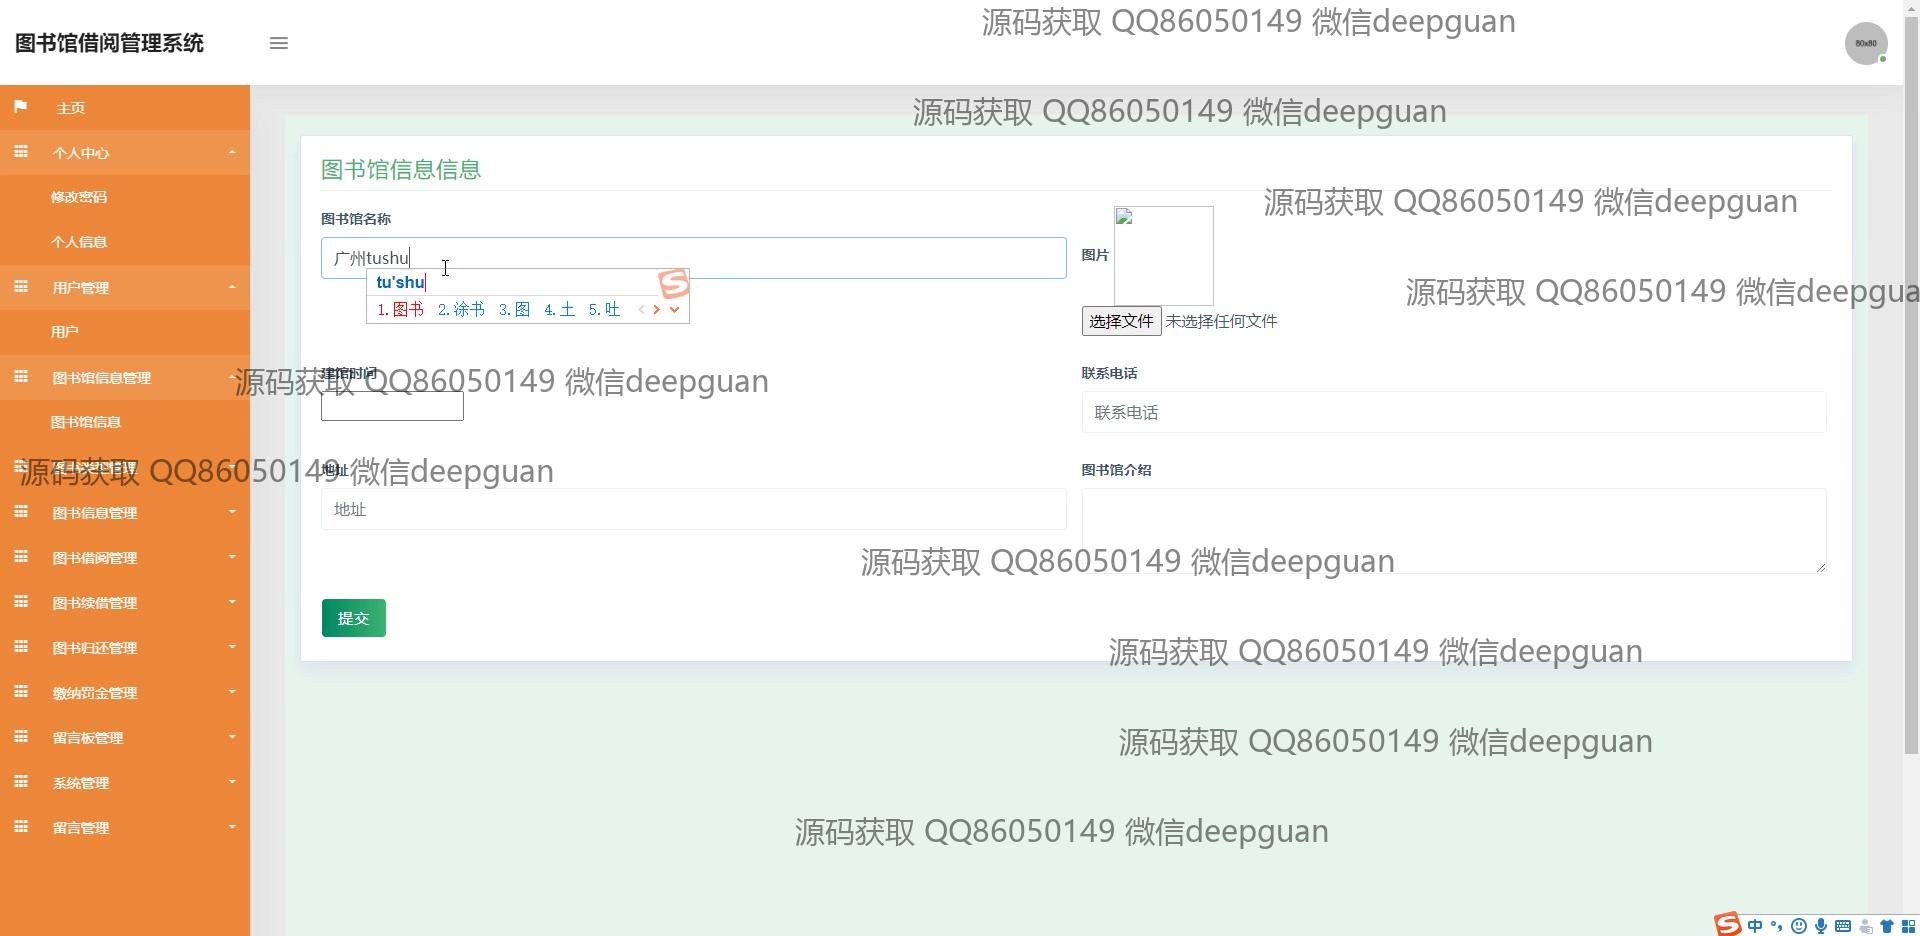 源码获取 QQ86050149 微信deepguan
图书馆借阅管理系统
80x80
主页
源码获取 QQ86050149 微信deepguan
个人中心
图书馆信息信息
修改密码
源码获取 QQ86050149 微信deepguan
图书馆名称
个人信息
广州tushu
图片
tu'shu
用户管理
源码获取 QQ86050149 微信deepgua
1.图书 2.涂书 3.图 4.土 5.吐
选择文件 未选择任何文件
用户
建馆时间
联系电话
图书馆信息管理
源码获取 QQ86050149 微信deepguan
联系电话
图书馆信息
源码获取 QQ86050149 微信deepguan
地址
图书馆介绍
地址
图书信息管理
图书借阅管理
源码获取 QQ86050149 微信deepguan
图书续借管理
提交
图书归还管理
源码获取 QQ86050149 微信deepguan
缴纳罚金管理
留言板管理
源码获取 QQ86050149 微信deepguan
系统管理
留言管理
源码获取 QQ86050149 微信deepguan
中